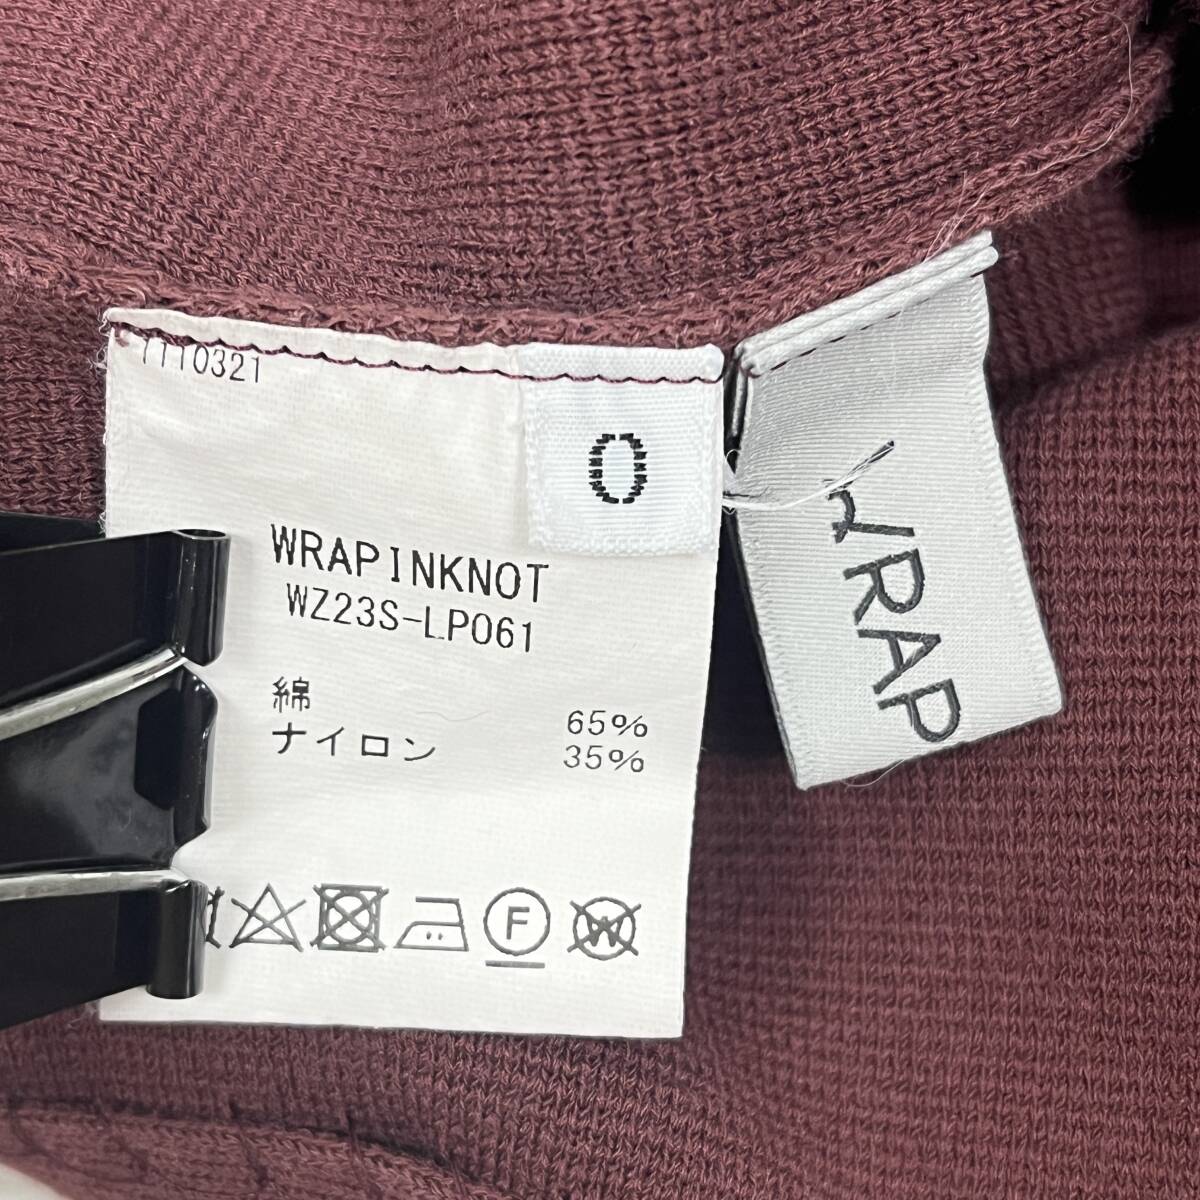 1110321
0
WRAPINKNOT
WZ23S-LP061
綿 65%
ナイロン 35%
F
W
WRAP